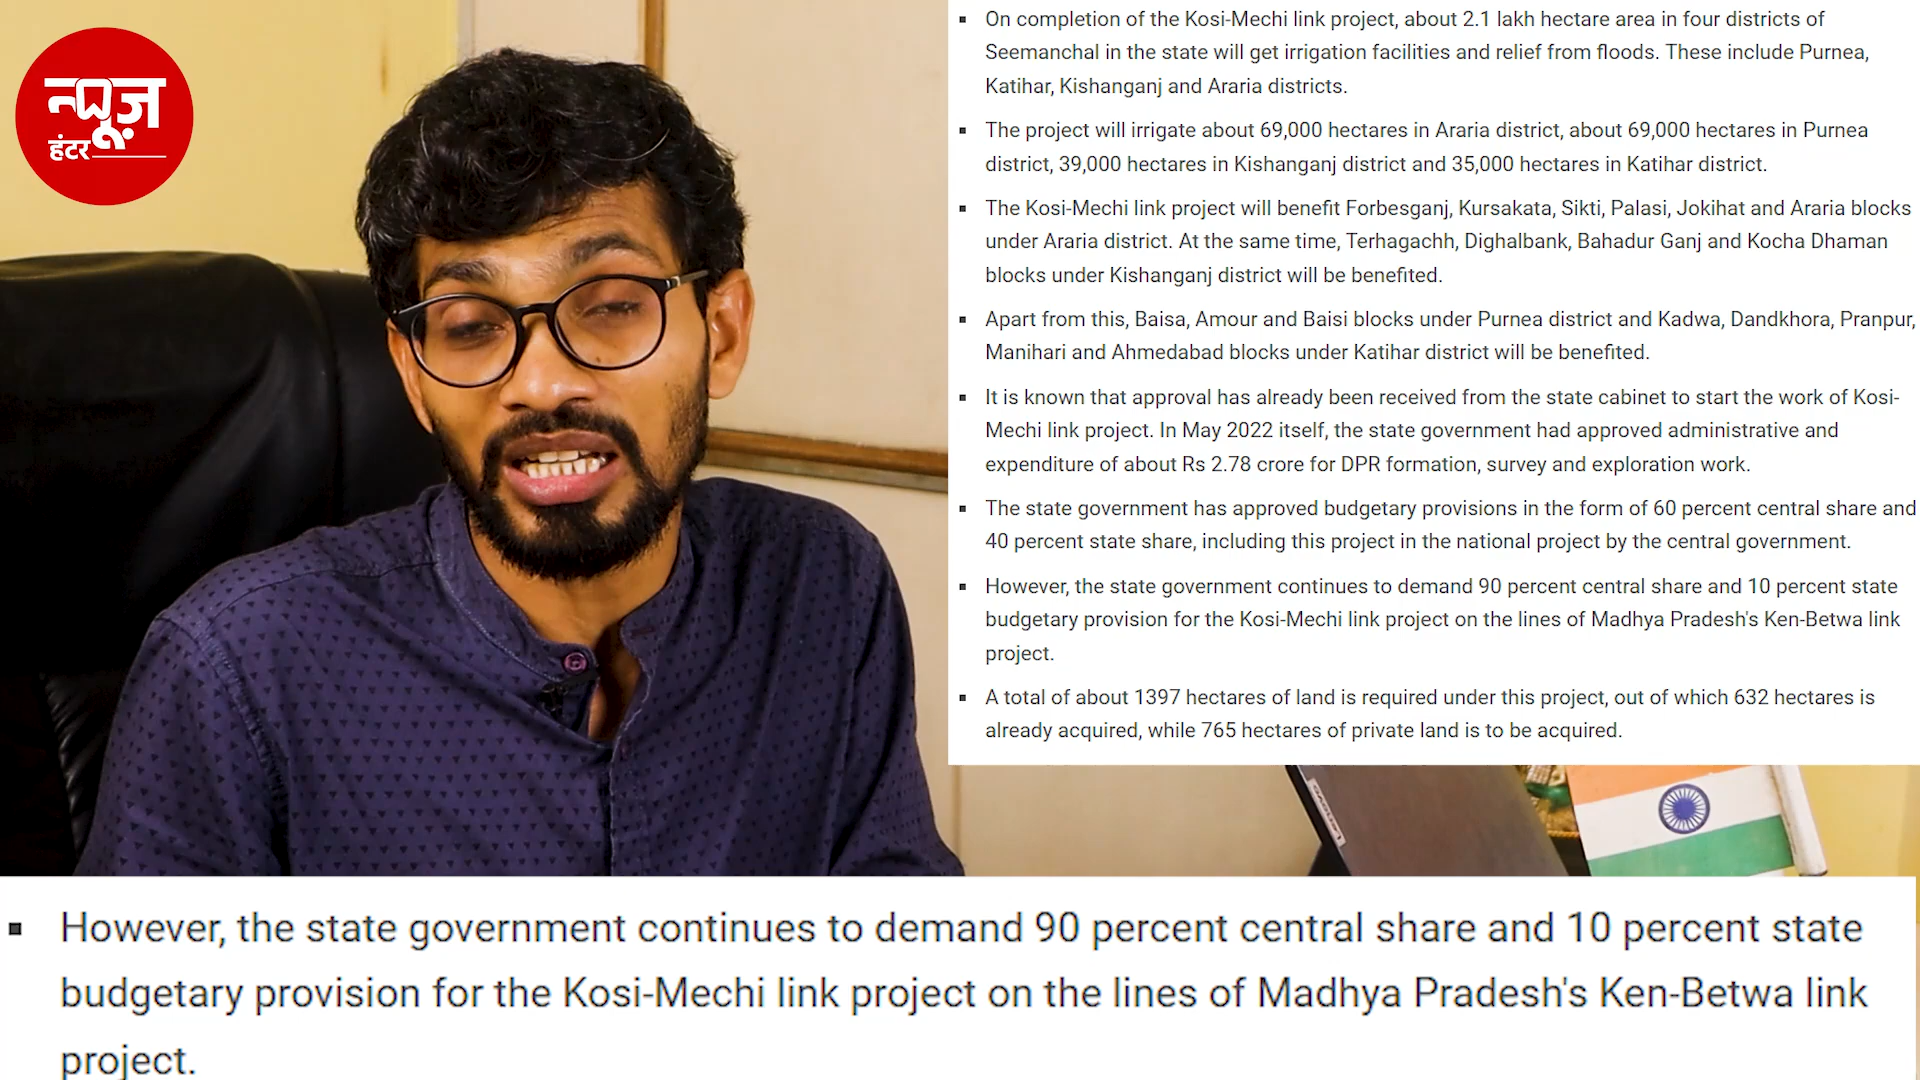 न्यूज़
हंटर
▪ On completion of the Kosi-Mechi link project, about 2.1 lakh hectare area in four districts of
Seemanchal in the state will get irrigation facilities and relief from floods. These include Purnea,
Katihar, Kishanganj and Araria districts.
▪ The project will irrigate about 69,000 hectares in Araria district, about 69,000 hectares in Purnea
district, 39,000 hectares in Kishanganj district and 35,000 hectares in Katihar district.
▪ The Kosi-Mechi link project will benefit Forbesganj, Kursakata, Sikti, Palasi, Jokihat and Araria blocks
under Araria district. At the same time, Terhagachh, Dighalbank, Bahadur Ganj and Kocha Dhaman
blocks under Kishanganj district will be benefited.
▪ Apart from this, Baisa, Amour and Baisi blocks under Purnea district and Kadwa, Dandkhora, Pranpur,
Manihari and Ahmedabad blocks under Katihar district will be benefited.
▪ It is known that approval has already been received from the state cabinet to start the work of Kosi-
Mechi link project. In May 2022 itself, the state government had approved administrative and
expenditure of about Rs 2.78 crore for DPR formation, survey and exploration work.
▪ The state government has approved budgetary provisions in the form of 60 percent central share and
40 percent state share, including this project in the national project by the central government.
▪ However, the state government continues to demand 90 percent central share and 10 percent state
budgetary provision for the Kosi-Mechi link project on the lines of Madhya Pradesh's Ken-Betwa link
project.
▪ A total of about 1397 hectares of land is required under this project, out of which 632 hectares is
already acquired, while 765 hectares of private land is to be acquired.
▪ However, the state government continues to demand 90 percent central share and 10 percent state
budgetary provision for the Kosi-Mechi link project on the lines of Madhya Pradesh's Ken-Betwa link
project.